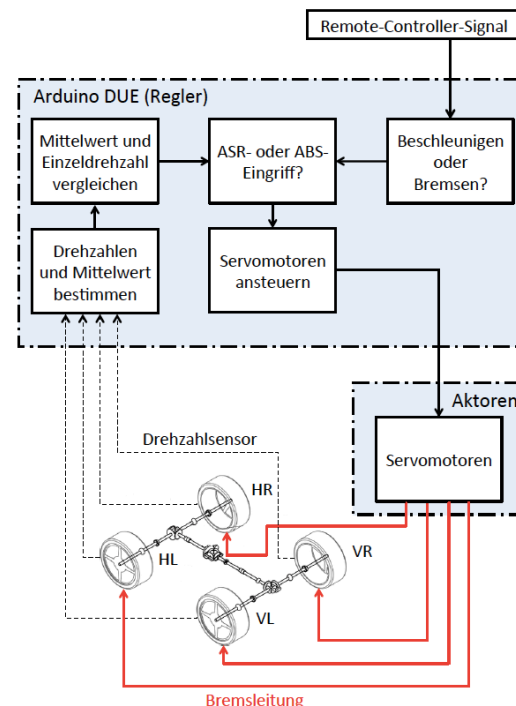 Remote-Controller-Signal
Arduino DUE (Regler)
Mittelwert und
Einzeldrehzahl
vergleichen
ASR- oder ABS-
Eingriff?
Beschleunigen
oder
Bremsen?
Drehzahlen
und Mittelwert
bestimmen
Servomotoren
ansteuern
Aktoren
Servomotoren
Drehzahlsensor
HR
HL
VR
VL
Bremsleitung